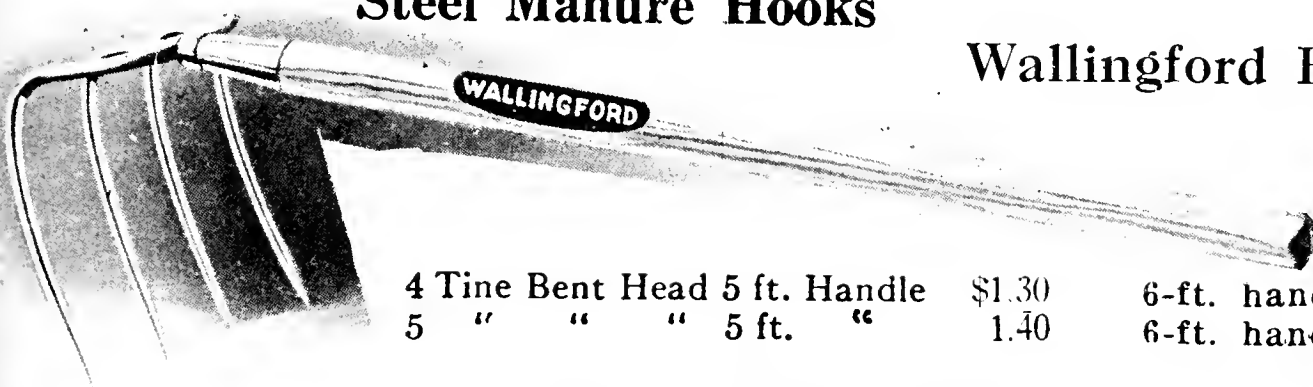 Steel Manure Hooks
Wallingford
WALLINGFORD
4 Tine Bent Head 5 ft. Handle $1.30 6-ft.
5 " " " 5 ft. " 1.40 6-ft.